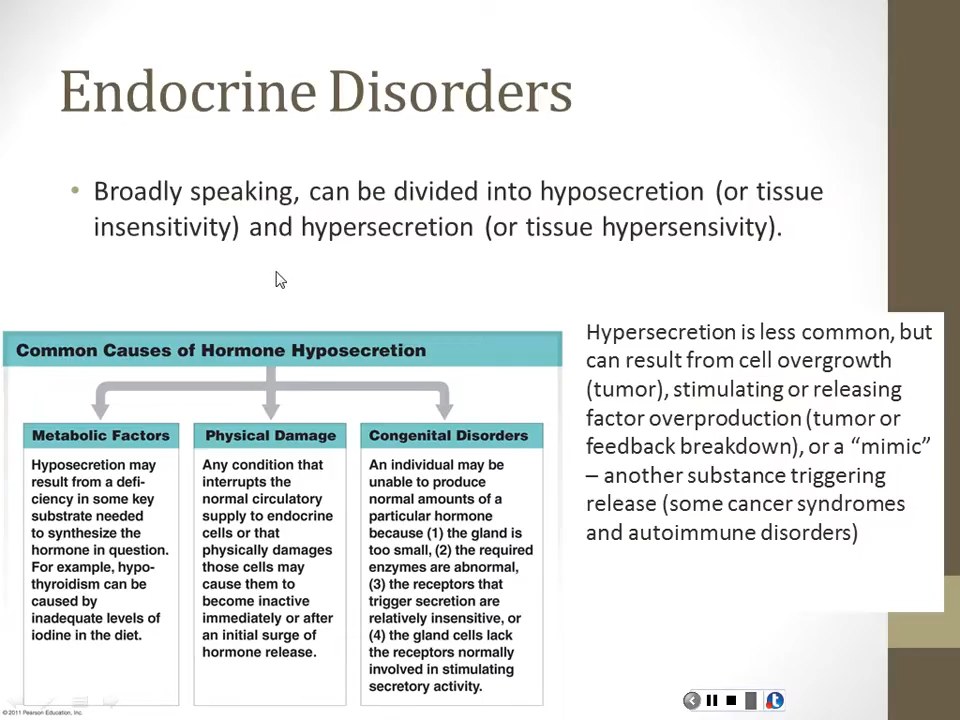 Endocrine Disorders
• Broadly speaking, can be divided into hyposecretion (or tissue
insensitivity) and hypersecretion (or tissue hypersensivity).
Common Causes of Hormone Hyposecretion
Metabolic Factors
Hyposecretion may
result from a defi-
ciency in some key
substrate needed
to synthesize the
hormone in question.
For example, hypo-
thyroidism can be
caused by
inadequate levels of
iodine in the diet.
Physical Damage
Any condition that
interrupts the
normal circulatory
supply to endocrine
cells or that
physically damages
those cells may
cause them to
become inactive
immediately or after
an initial surge of
hormone release.
Congenital Disorders
An individual may be
unable to produce
normal amounts of a
particular hormone
because (1) the gland is
too small, (2) the required
enzymes are abnormal,
(3) the receptors that
trigger secretion are
relatively insensitive, or
(4) the gland cells lack
the receptors normally
involved in stimulating
secretory activity.
Hypersecretion is less common, but
can result from cell overgrowth
(tumor), stimulating or releasing
factor overproduction (tumor or
feedback breakdown), or a “mimic”
– another substance triggering
release (some cancer syndromes
and autoimmune disorders)
© 2011 Pearson Education, Inc.
t